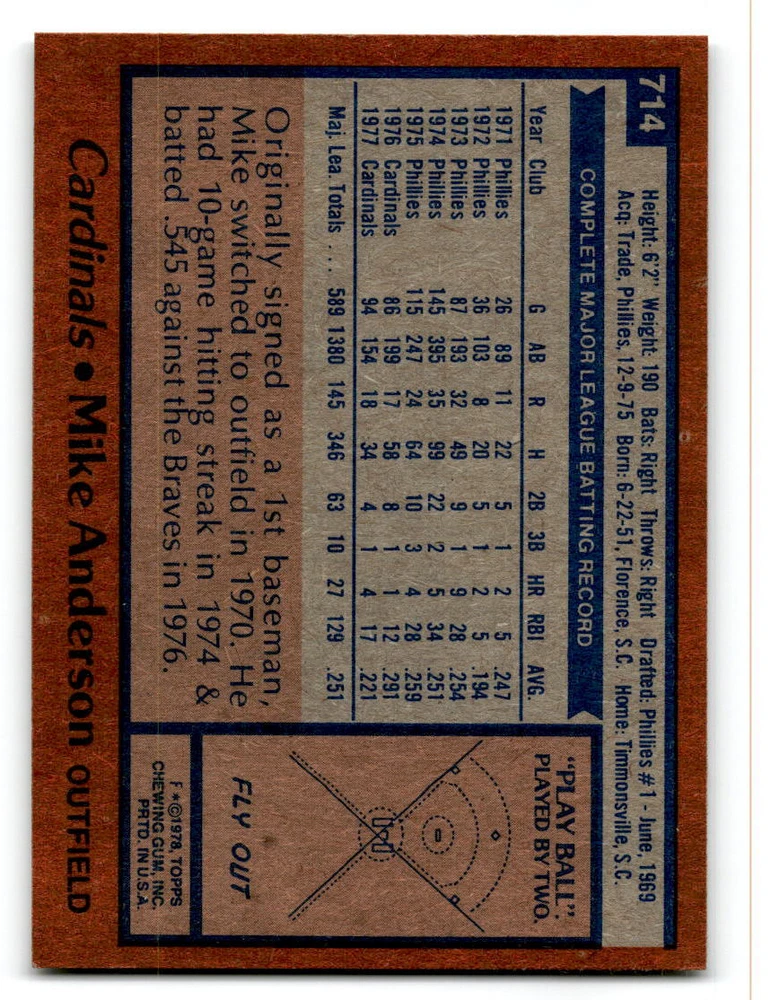 714
Height: 6'2" Weight: 190 Bats: Right Throws: Right Drafted: Phillies #1 - June, 1969
Acq: Trade, Phillies, 12-9-75 Born: 6-22-51, Florence, S.C. Home: Timmonsville, S.C.
COMPLETE MAJOR LEAGUE BATTING RECORD
Year Club G AB R H 2B 3B HR RBI AVG.
1971 Phillies 26 89 11 22 5 1 2 5 .247
1972 Phillies 36 103 8 20 5 1 2 5 .194
1973 Phillies 87 193 32 49 9 1 9 28 .254
1974 Phillies 145 395 35 99 22 2 5 34 .251
1975 Phillies 115 247 24 64 10 3 4 28 .259
1976 Cardinals 86 199 17 58 8 1 1 12 .291
1977 Cardinals 94 154 18 34 4 1 4 17 .221
Maj. Lea. Totals ... 589 1380 145 346 63 10 27 129 .251
Originally signed as a 1st baseman,
Mike switched to outfield in 1970. He
had 10-game hitting streak in 1974 &
batted .545 against the Braves in 1976.
"PLAY BALL".
PLAYED BY TWO.
FLY OUT
F*©1978, TOPPS
CHEWING GUM, INC.
PRTD. IN U.S.A.
Cardinals • Mike Anderson OUTFIELD